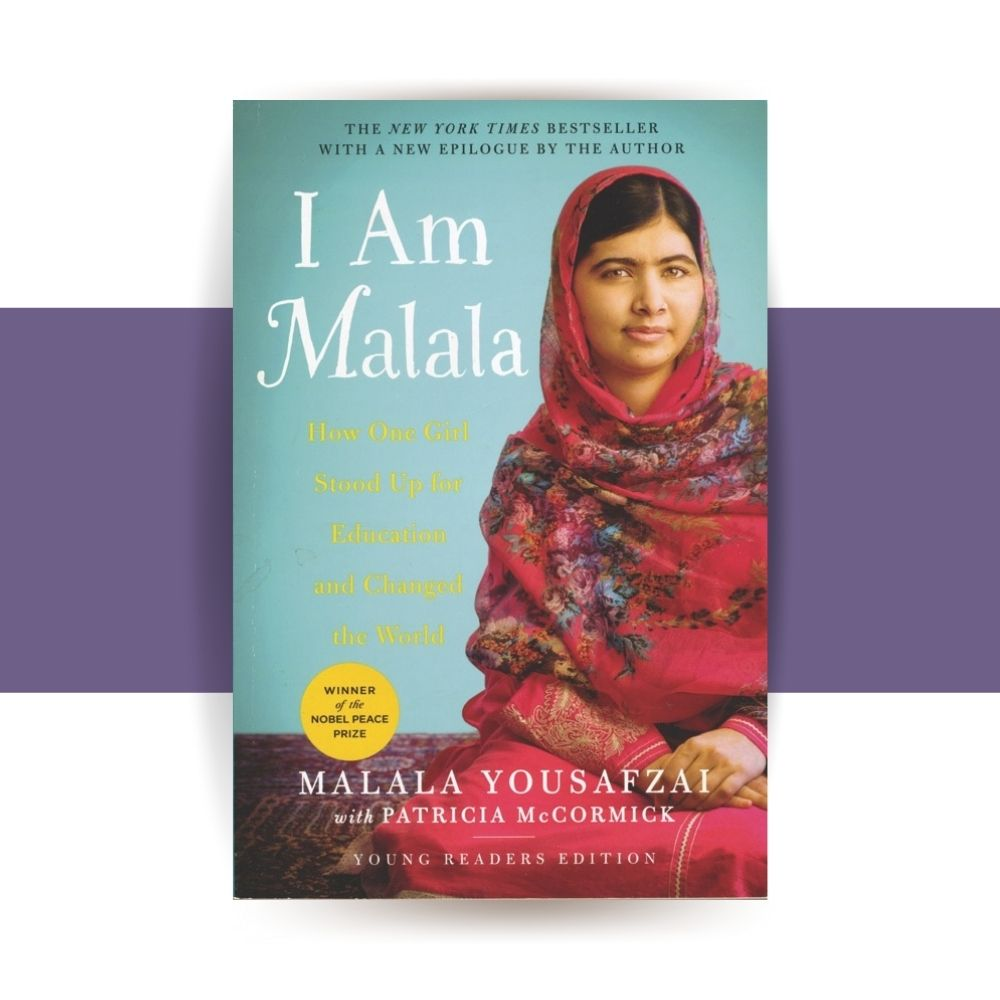 THE NEW YORK TIMES BESTSELLER
WITH A NEW EPILOGUE BY THE AUTHOR
I Am
Malala
How One Girl
Stood Up for
Education
and Changed
the World
WINNER
of the
NOBEL PEACE
PRIZE
MALALA YOUSAFZAI
with PATRICIA McCORMICK
YOUNG READERS EDITION